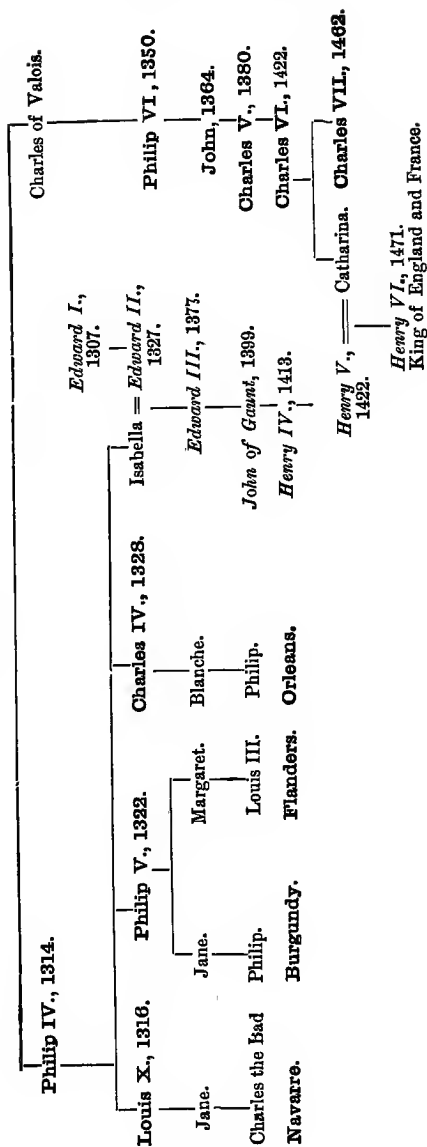 Philip IV., 1314.
Charles of Valois.
Louis X., 1316.
Philip V., 1322.
Charles IV., 1328.
Isabella = Edward II.,
1327.
Edward I.,
1307.
Philip VI, 1350.
Jane.
Jane.
Margaret.
Blanche.
Edward III., 1377.
John, 1364.
Charles the Bad
Philip.
Louis III.
Philip.
John of Gaunt, 1399.
Charles V., 1380.
Navarre.
Burgundy.
Flanders.
Orleans.
Henry IV., 1413.
Charles VI., 1422.
Henry V., = Catharina.
1422.
Charles VII., 1462.
Henry VI., 1471.
King of England and France.